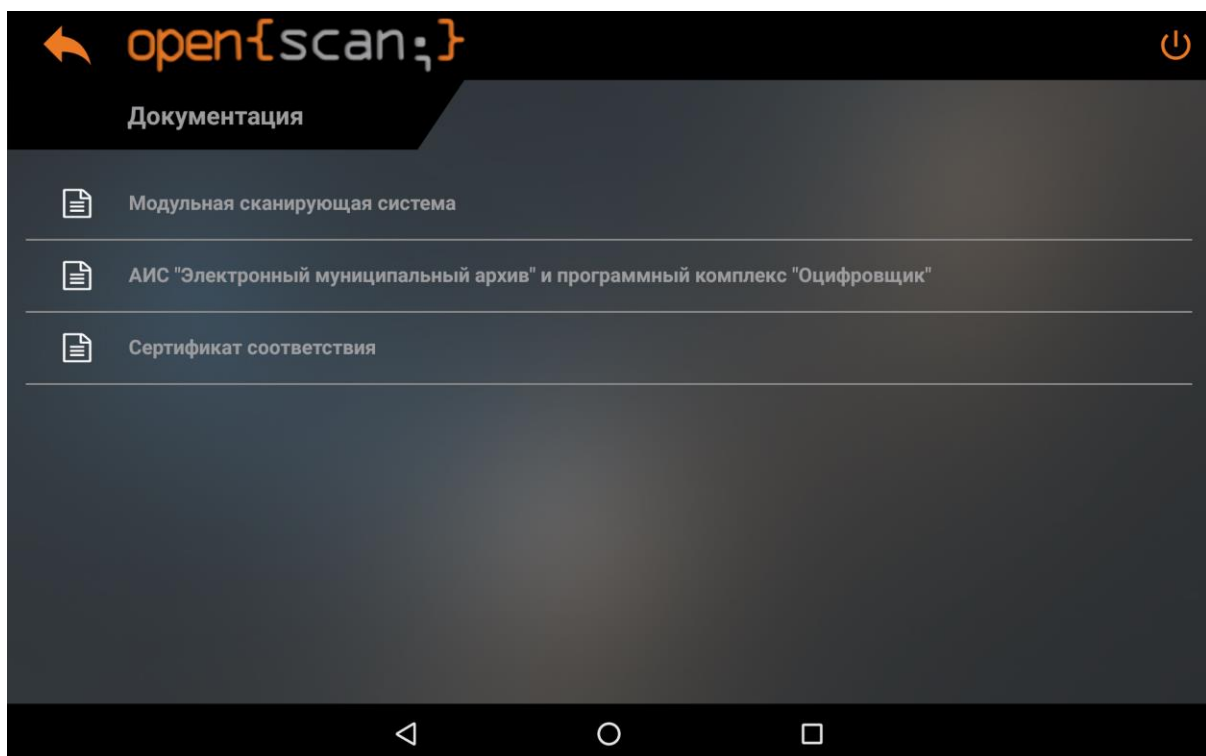 open{scan;}
Документация
Модульная сканирующая система
АИС "Электронный муниципальный архив" и программный комплекс "Оцифровщик"
Сертификат соответствия